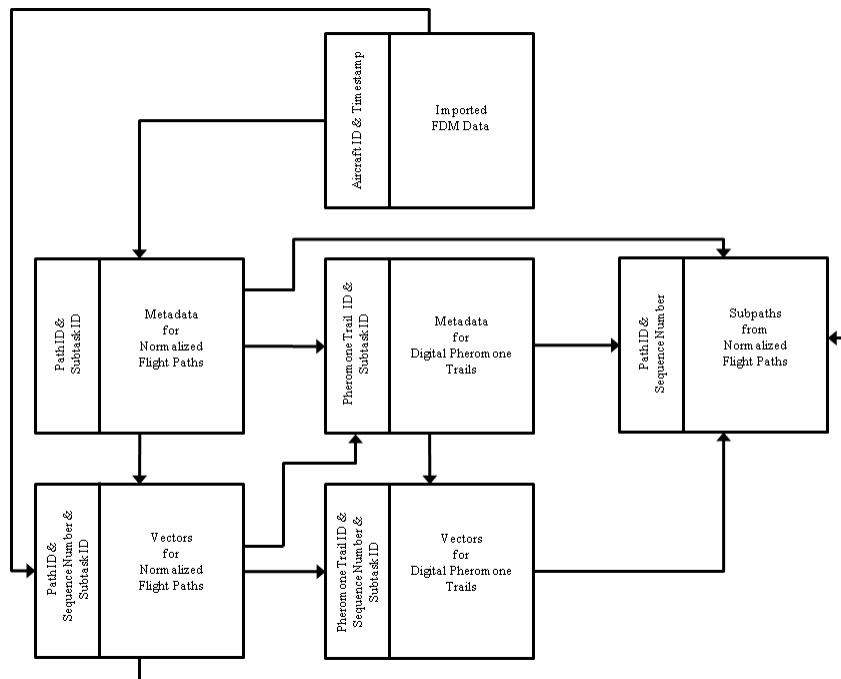 Aircraft ID & Timestamp
Imported
FDM Data
Path ID &
Subtask ID
Metadata
for
Normalized
Flight Paths
Pheromone Trail ID &
Subtask ID
Metadata
for
Digital Pheromone
Trails
Path ID &
Sequence Number
Subpaths
from
Normalized
Flight Paths
Path ID &
Sequence Number &
Subtask ID
Vectors
for
Normalized
Flight Paths
Pheromone Trail ID &
Sequence Number &
Subtask ID
Vectors
for
Digital Pheromone
Trails